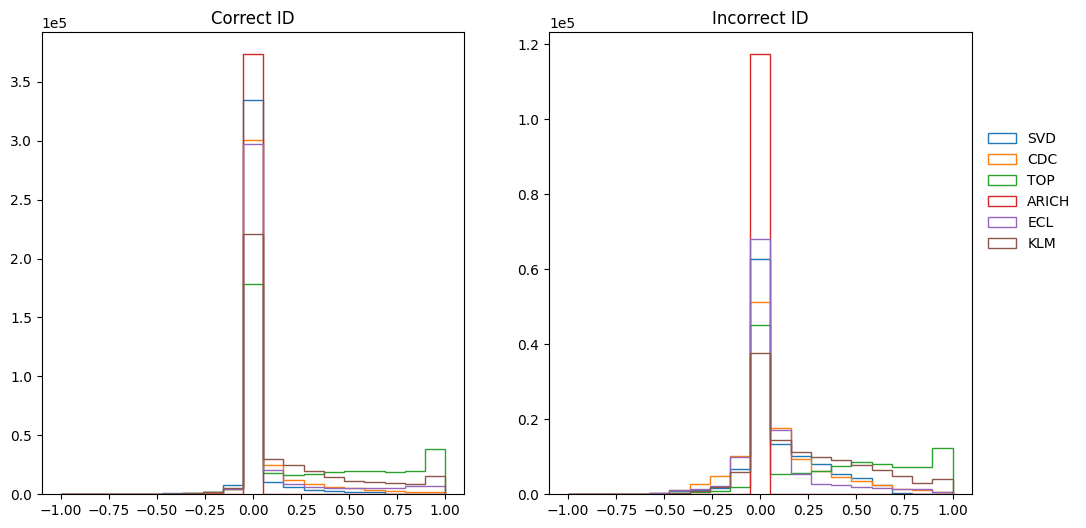 Correct ID
1e5
3.5
3.0
2.5
2.0
1.5
1.0
0.5
0.0
−1.00 −0.75 −0.50 −0.25 0.00 0.25 0.50 0.75 1.00
Incorrect ID
1e5
1.2
1.0
0.8
0.6
0.4
0.2
0.0
−1.00 −0.75 −0.50 −0.25 0.00 0.25 0.50 0.75 1.00
SVD
CDC
TOP
ARICH
ECL
KLM